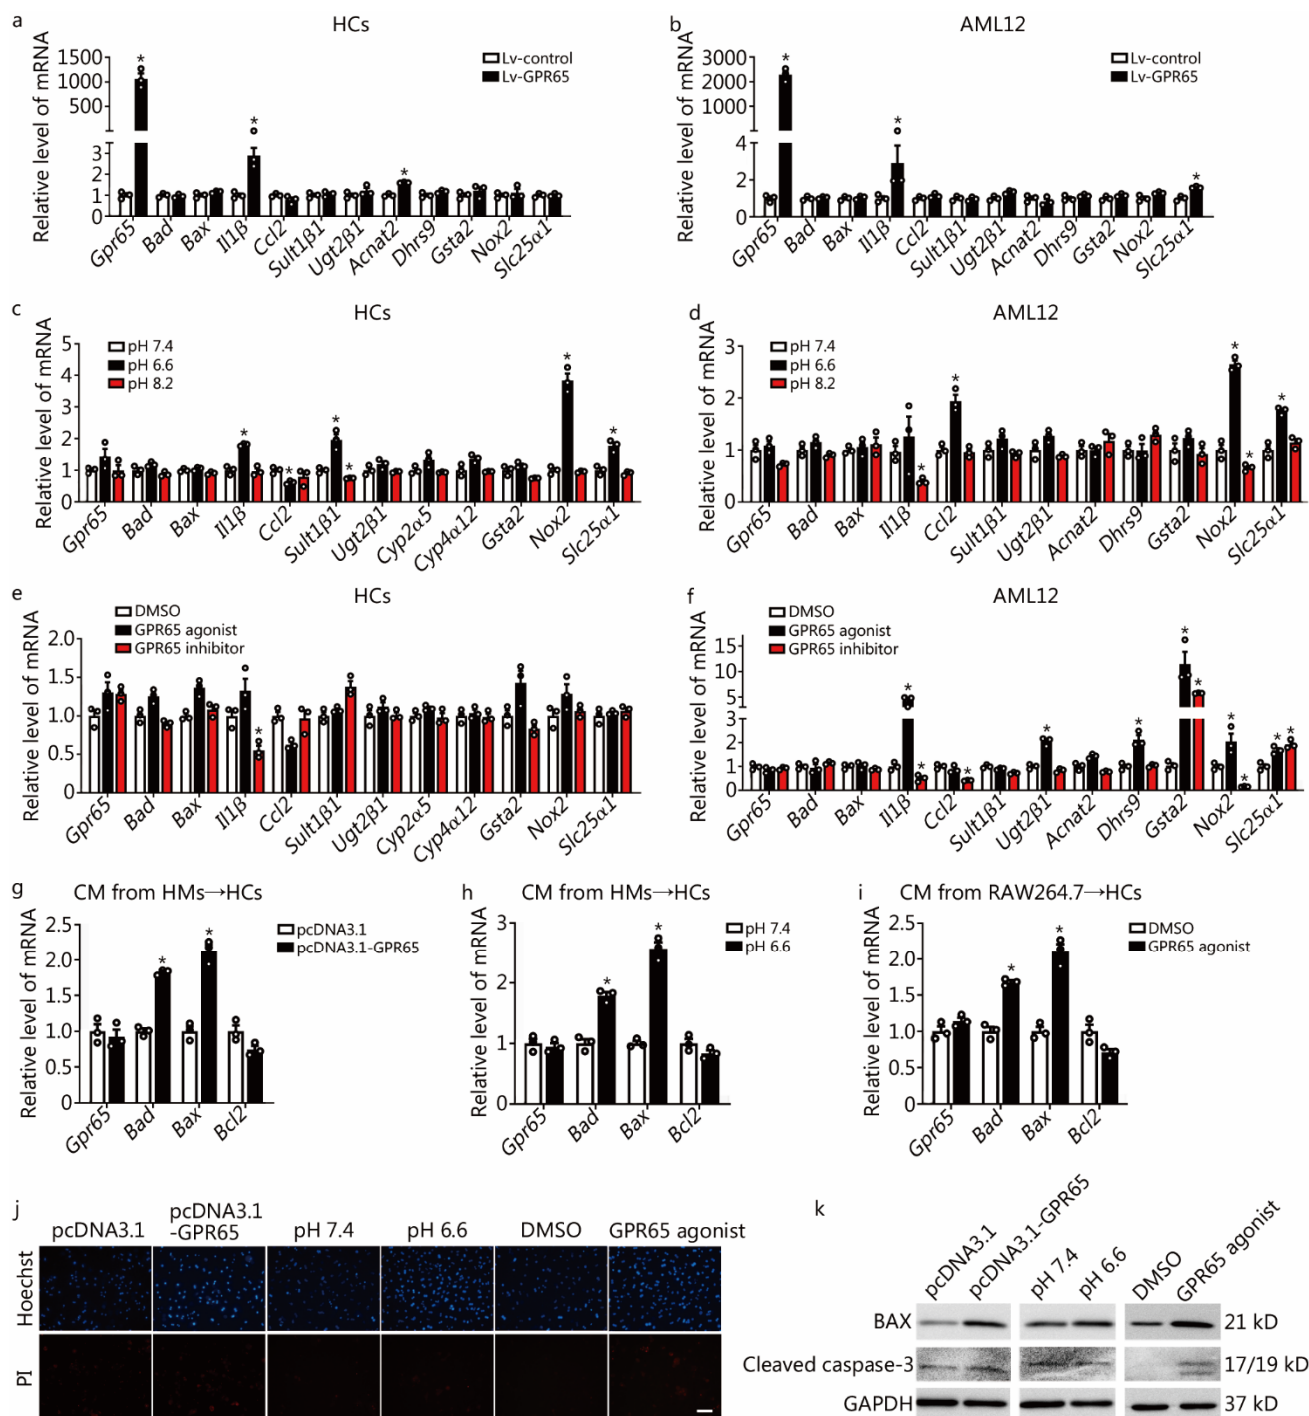 a
HCs
Relative level of mRNA
1500
1000
500
3
2
1
0
Lv-control
Lv-GPR65
*
*
*
Gpr65
Bad
Bax
Il1β
Ccl2
Sult1β1
Ugt2β1
Acnat2
Dhrs9
Gsta2
Nox2
Slc25α1
b
AML12
Relative level of mRNA
3000
2000
1000
4
2
0
Lv-control
Lv-GPR65
*
*
*
Gpr65
Bad
Bax
Il1β
Ccl2
Sult1β1
Ugt2β1
Acnat2
Dhrs9
Gsta2
Nox2
Slc25α1
c
HCs
Relative level of mRNA
5
4
3
2
1
0
pH 7.4
pH 6.6
pH 8.2
*
*
*
*
*
*
Gpr65
Bad
Bax
Il1β
Ccl2
Sult1β1
Ugt2β1
Cyp2α5
Cyp4α12
Gsta2
Nox2
Slc25α1
d
AML12
Relative level of mRNA
3
2
1
0
pH 7.4
pH 6.6
pH 8.2
*
*
*
*
*
Gpr65
Bad
Bax
Il1β
Ccl2
Sult1β1
Ugt2β1
Acnat2
Dhrs9
Gsta2
Nox2
Slc25α1
e
HCs
Relative level of mRNA
2.0
1.5
1.0
0.5
0
DMSO
GPR65 agonist
GPR65 inhibitor
*
Gpr65
Bad
Bax
Il1β
Ccl2
Sult1β1
Ugt2β1
Cyp2α5
Cyp4α12
Gsta2
Nox2
Slc25α1
f
AML12
Relative level of mRNA
15
10
5
4
2
0
DMSO
GPR65 agonist
GPR65 inhibitor
*
*
*
*
*
*
*
*
*
*
*
Gpr65
Bad
Bax
Il1β
Ccl2
Sult1β1
Ugt2β1
Acnat2
Dhrs9
Gsta2
Nox2
Slc25α1
g
CM from HMs→HCs
Relative level of mRNA
2.5
2.0
1.5
1.0
0.5
0
pcDNA3.1
pcDNA3.1-GPR65
*
*
Gpr65
Bad
Bax
Bcl2
h
CM from HMs→HCs
Relative level of mRNA
3
2
1
0
pH 7.4
pH 6.6
*
*
Gpr65
Bad
Bax
Bcl2
i
CM from RAW264.7→HCs
Relative level of mRNA
2.5
2.0
1.5
1.0
0.5
0
DMSO
GPR65 agonist
*
*
Gpr65
Bad
Bax
Bcl2
j
pcDNA3.1
pcDNA3.1
-GPR65
pH 7.4
pH 6.6
DMSO
GPR65 agonist
Hoechst
PI
k
pcDNA3.1
pcDNA3.1-GPR65
pH 7.4
pH 6.6
DMSO
GPR65 agonist
BAX
21 kD
Cleaved caspase-3
17/19 kD
GAPDH
37 kD